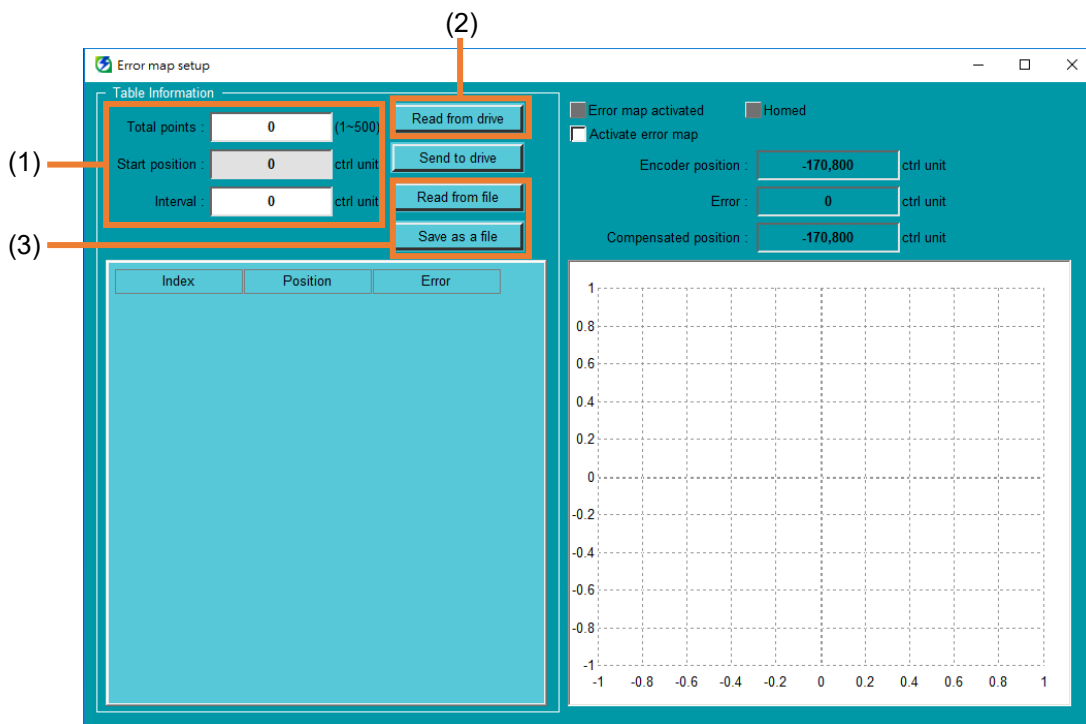 (2)
Error map setup
Table Information
Total points : 0 (1~500)
Read from drive
(1)
Start position : 0 ctrl unit
Send to drive
Interval : 0 ctrl unit
Read from file
(3)
Save as a file
Error map activated Homed
Activate error map
Encoder position : -170,800 ctrl unit
Error : 0 ctrl unit
Compensated position : -170,800 ctrl unit
Index Position Error
1
0.8
0.6
0.4
0.2
0
-0.2
-0.4
-0.6
-0.8
-1
-1 -0.8 -0.6 -0.4 -0.2 0 0.2 0.4 0.6 0.8 1